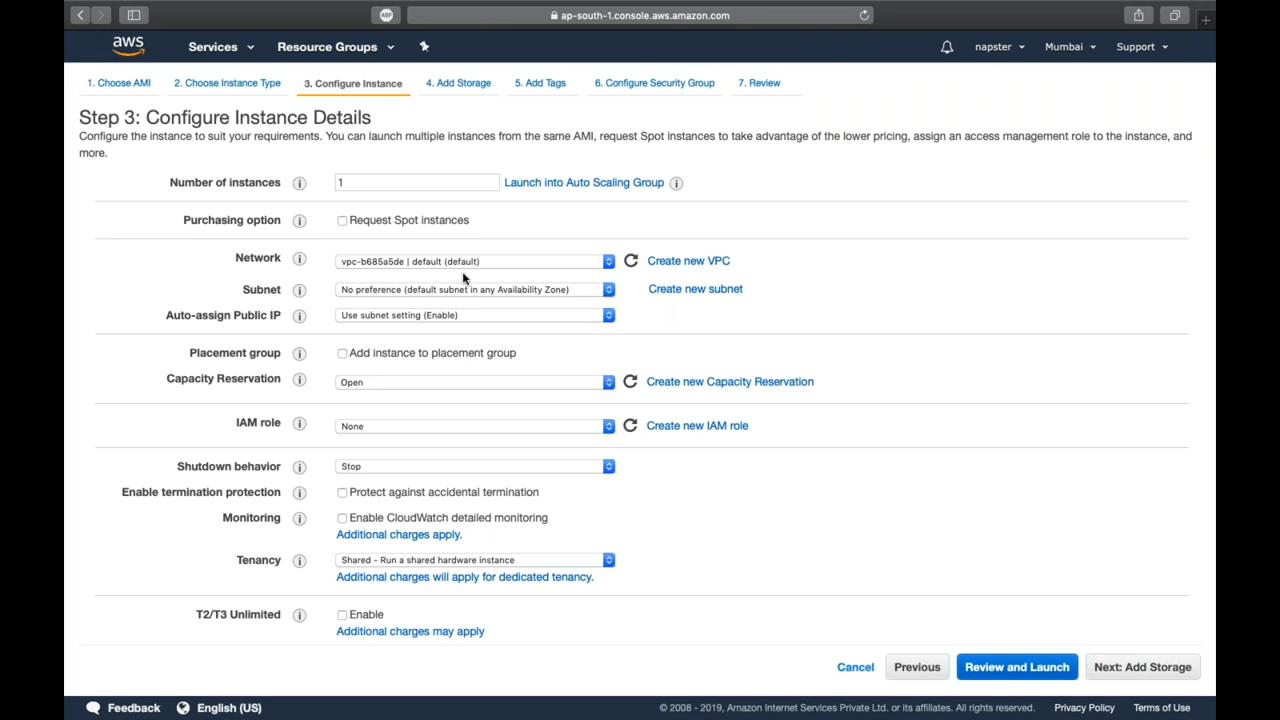 ABP
ap-south-1.console.aws.amazon.com
aws
Services
Resource Groups
napster
Mumbai
Support
1. Choose AMI
2. Choose Instance Type
3. Configure Instance
4. Add Storage
5. Add Tags
6. Configure Security Group
7. Review
Step 3: Configure Instance Details
Configure the instance to suit your requirements. You can launch multiple instances from the same AMI, request Spot instances to take advantage of the lower pricing, assign an access management role to the instance, and
more.
Number of instances
1
Launch into Auto Scaling Group
Purchasing option
Request Spot instances
Network
vpc-b685a5de | default (default)
Create new VPC
Subnet
No preference (default subnet in any Availability Zone)
Create new subnet
Auto-assign Public IP
Use subnet setting (Enable)
Placement group
Add instance to placement group
Capacity Reservation
Open
Create new Capacity Reservation
IAM role
None
Create new IAM role
Shutdown behavior
Stop
Enable termination protection
Protect against accidental termination
Monitoring
Enable CloudWatch detailed monitoring
Additional charges apply.
Tenancy
Shared - Run a shared hardware instance
Additional charges will apply for dedicated tenancy.
T2/T3 Unlimited
Enable
Additional charges may apply
Cancel
Previous
Review and Launch
Next: Add Storage
Feedback
English (US)
© 2008 - 2019, Amazon Internet Services Private Ltd. or its affiliates. All rights reserved.
Privacy Policy
Terms of Use